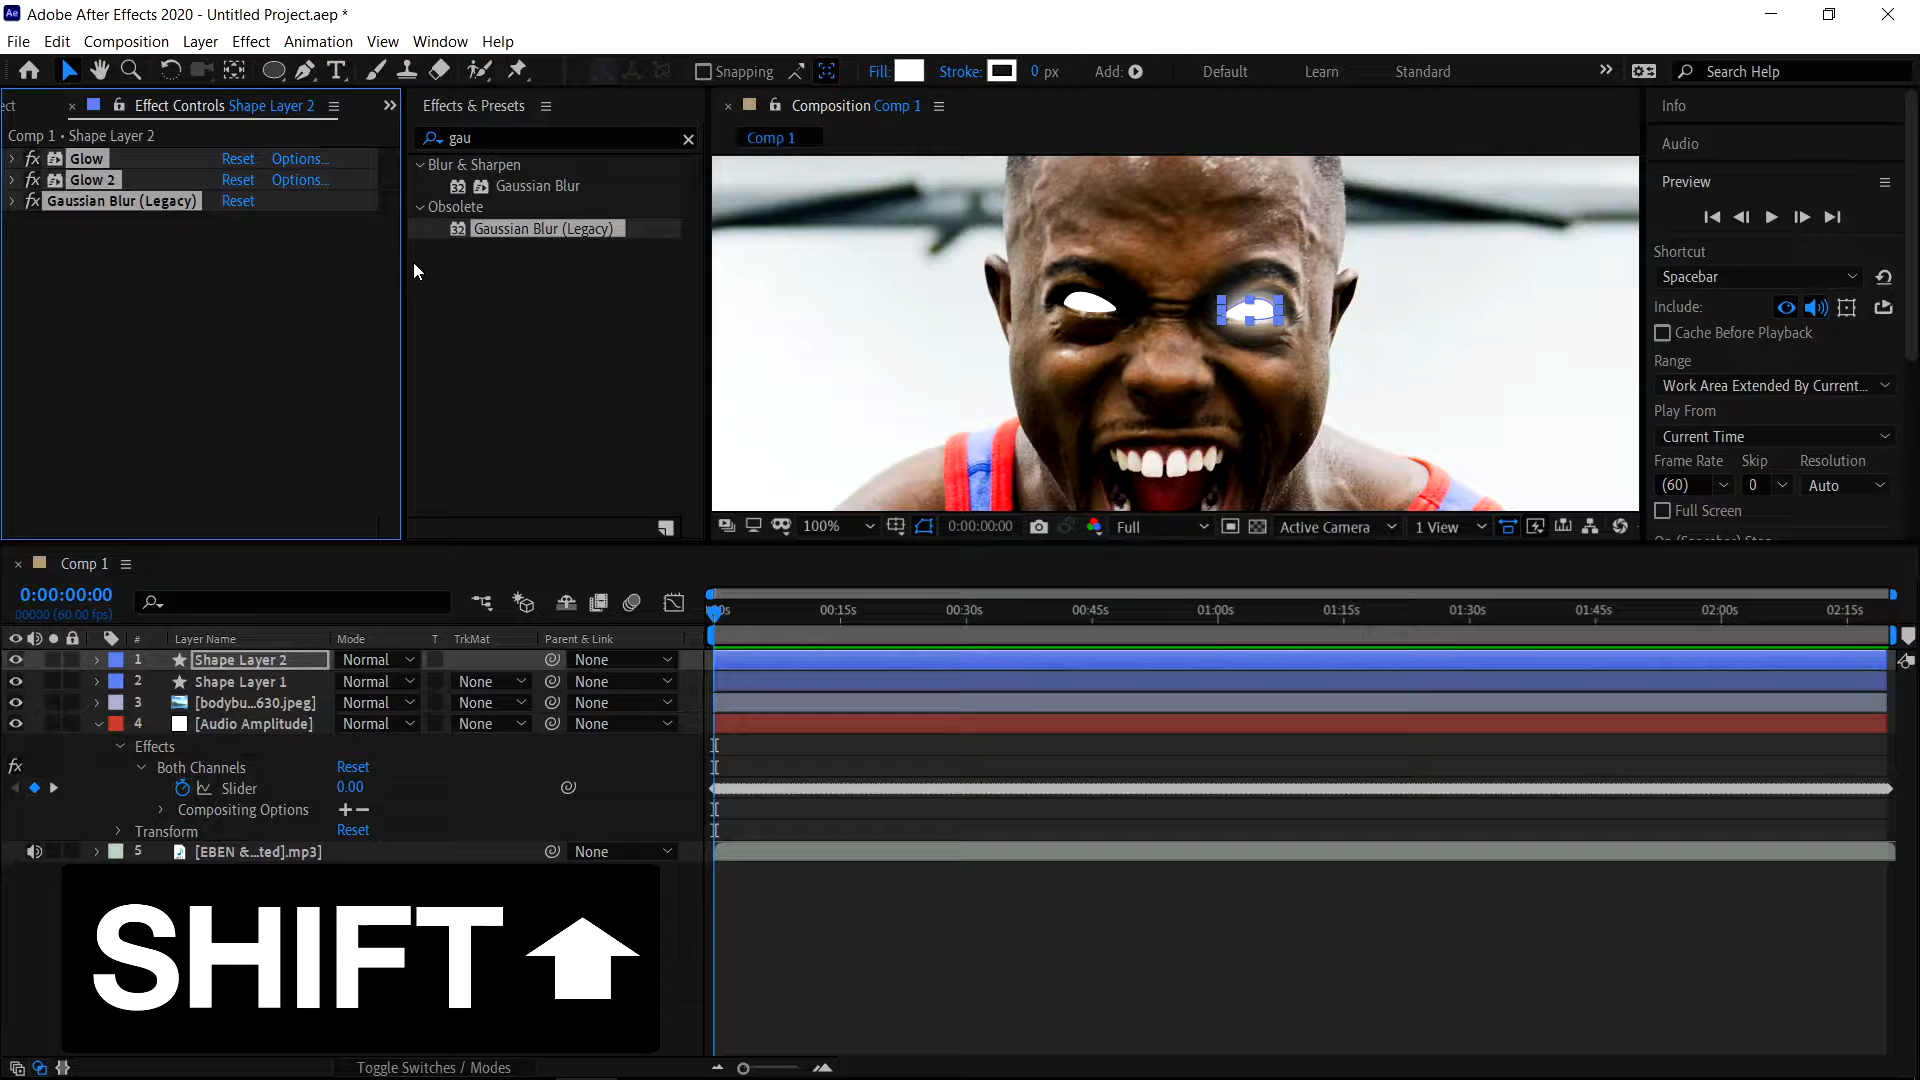 Ae Adobe After Effects 2020 - Untitled Project.aep *
File Edit Composition Layer Effect Animation View Window Help
Snapping Fill: Stroke: 0 px Add: Default Learn Standard Search Help
ect × Effect Controls Shape Layer 2
Comp 1 • Shape Layer 2
fx Glow Reset Options...
fx Glow 2 Reset Options...
fx Gaussian Blur (Legacy) Reset
Effects & Presets
gau
Blur & Sharpen
32 Gaussian Blur
Obsolete
32 Gaussian Blur (Legacy)
Composition Comp 1
Comp 1
100% 0:00:00:00 Full Active Camera 1 View
Info
Audio
Preview
Shortcut
Spacebar
Include:
Cache Before Playback
Range
Work Area Extended By Current...
Play From
Current Time
Frame Rate Skip Resolution
(60) 0 Auto
Full Screen
Comp 1
0:00:00:00
00000 (60.00 fps)
00:15s 00:30s 00:45s 01:00s 01:15s 01:30s 01:45s 02:00s 02:15s
# Layer Name Mode T TrkMat Parent & Link
1 Shape Layer 2 Normal None
2 Shape Layer 1 Normal None None
3 [bodybu...630.jpeg] Normal None None
4 [Audio Amplitude] Normal None None
Effects
fx Both Channels Reset
Slider 0.00
Compositing Options
Transform Reset
5 [EBEN &...ted].mp3] None
SHIFT
Toggle Switches / Modes